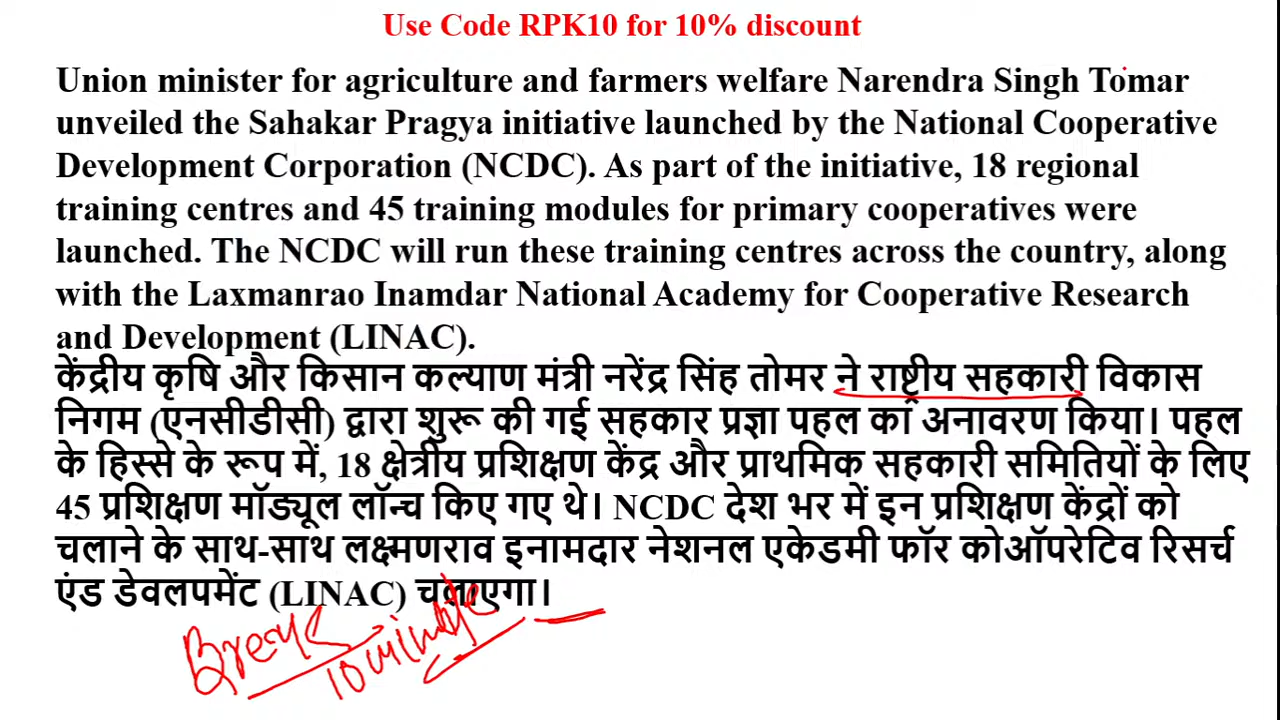 Use Code RPK10 for 10% discount
Union minister for agriculture and farmers welfare Narendra Singh Tomar
unveiled the Sahakar Pragya initiative launched by the National Cooperative
Development Corporation (NCDC). As part of the initiative, 18 regional
training centres and 45 training modules for primary cooperatives were
launched. The NCDC will run these training centres across the country, along
with the Laxmanrao Inamdar National Academy for Cooperative Research
and Development (LINAC).
केंद्रीय कृषि और किसान कल्याण मंत्री नरेंद्र सिंह तोमर ने राष्ट्रीय सहकारी विकास
निगम (एनसीडीसी) द्वारा शुरू की गई सहकार प्रज्ञा पहल का अनावरण किया। पहल
के हिस्से के रूप में, 18 क्षेत्रीय प्रशिक्षण केंद्र और प्राथमिक सहकारी समितियों के लिए
45 प्रशिक्षण मॉड्यूल लॉन्च किए गए थे। NCDC देश भर में इन प्रशिक्षण केंद्रों को
चलाने के साथ-साथ लक्ष्मणराव इनामदार नेशनल एकेडमी फॉर कोऑपरेटिव रिसर्च
एंड डेवलपमेंट (LINAC) चलाएगा।
Break
10 minute